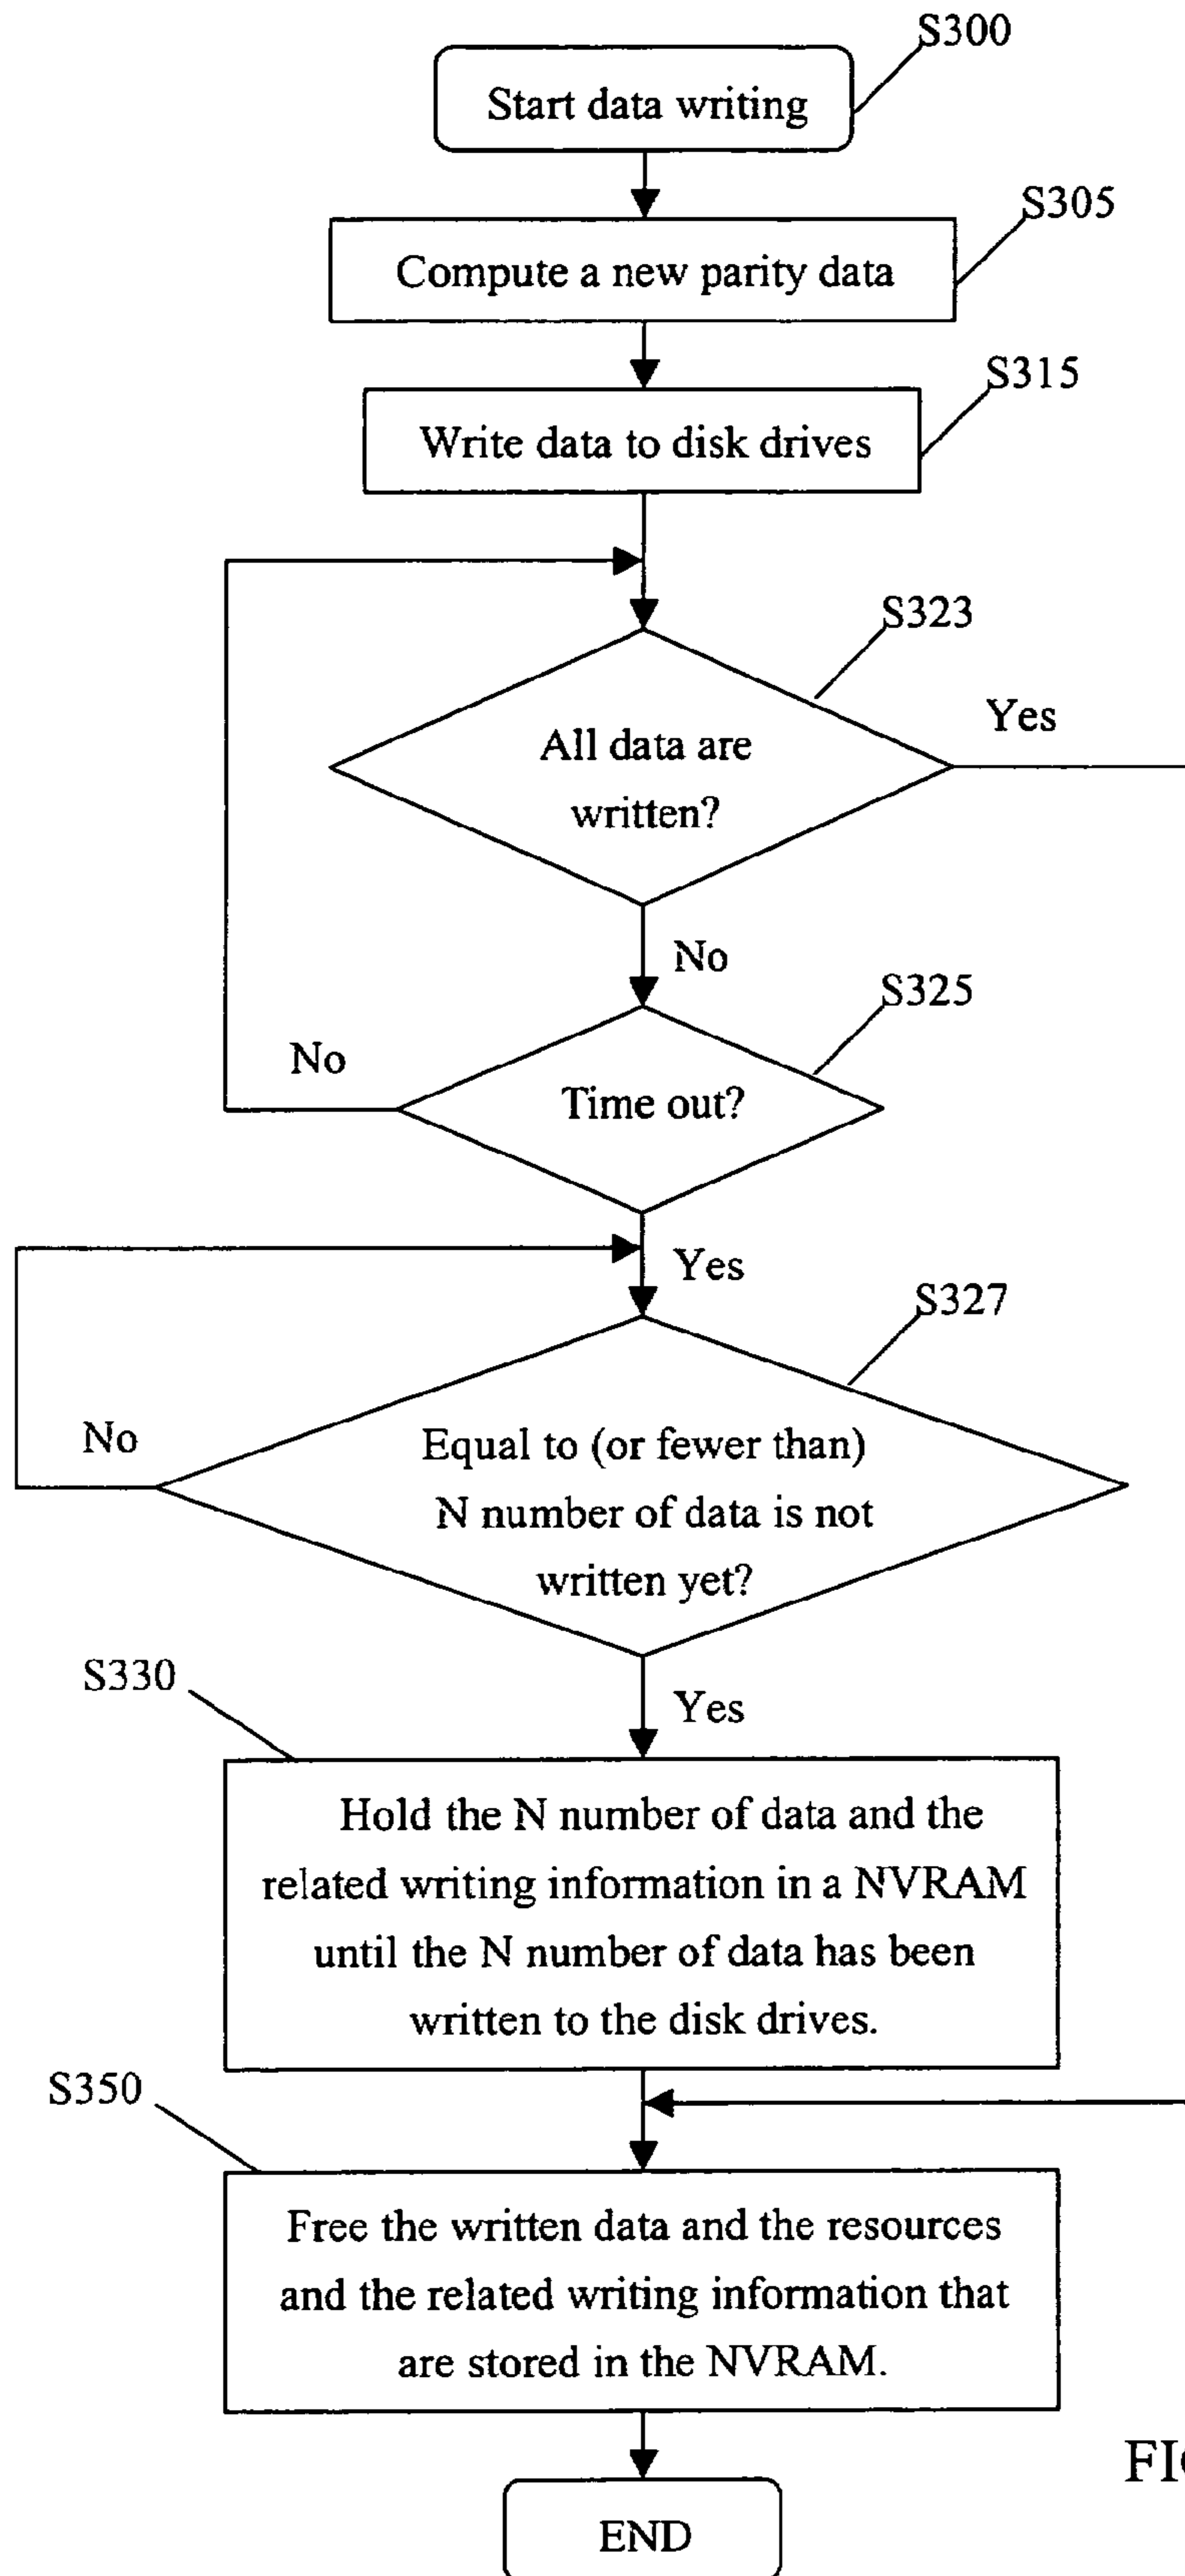 S300
Start data writing
S305
Compute a new parity data
S315
Write data to disk drives
S323
Yes
All data are
written?
No
S325
No
Time out?
Yes
S327
No
Equal to (or fewer than)
N number of data is not
written yet?
S330
Yes
Hold the N number of data and the
related writing information in a NVRAM
until the N number of data has been
written to the disk drives.
S350
Free the written data and the resources
and the related writing information that
are stored in the NVRAM.
END